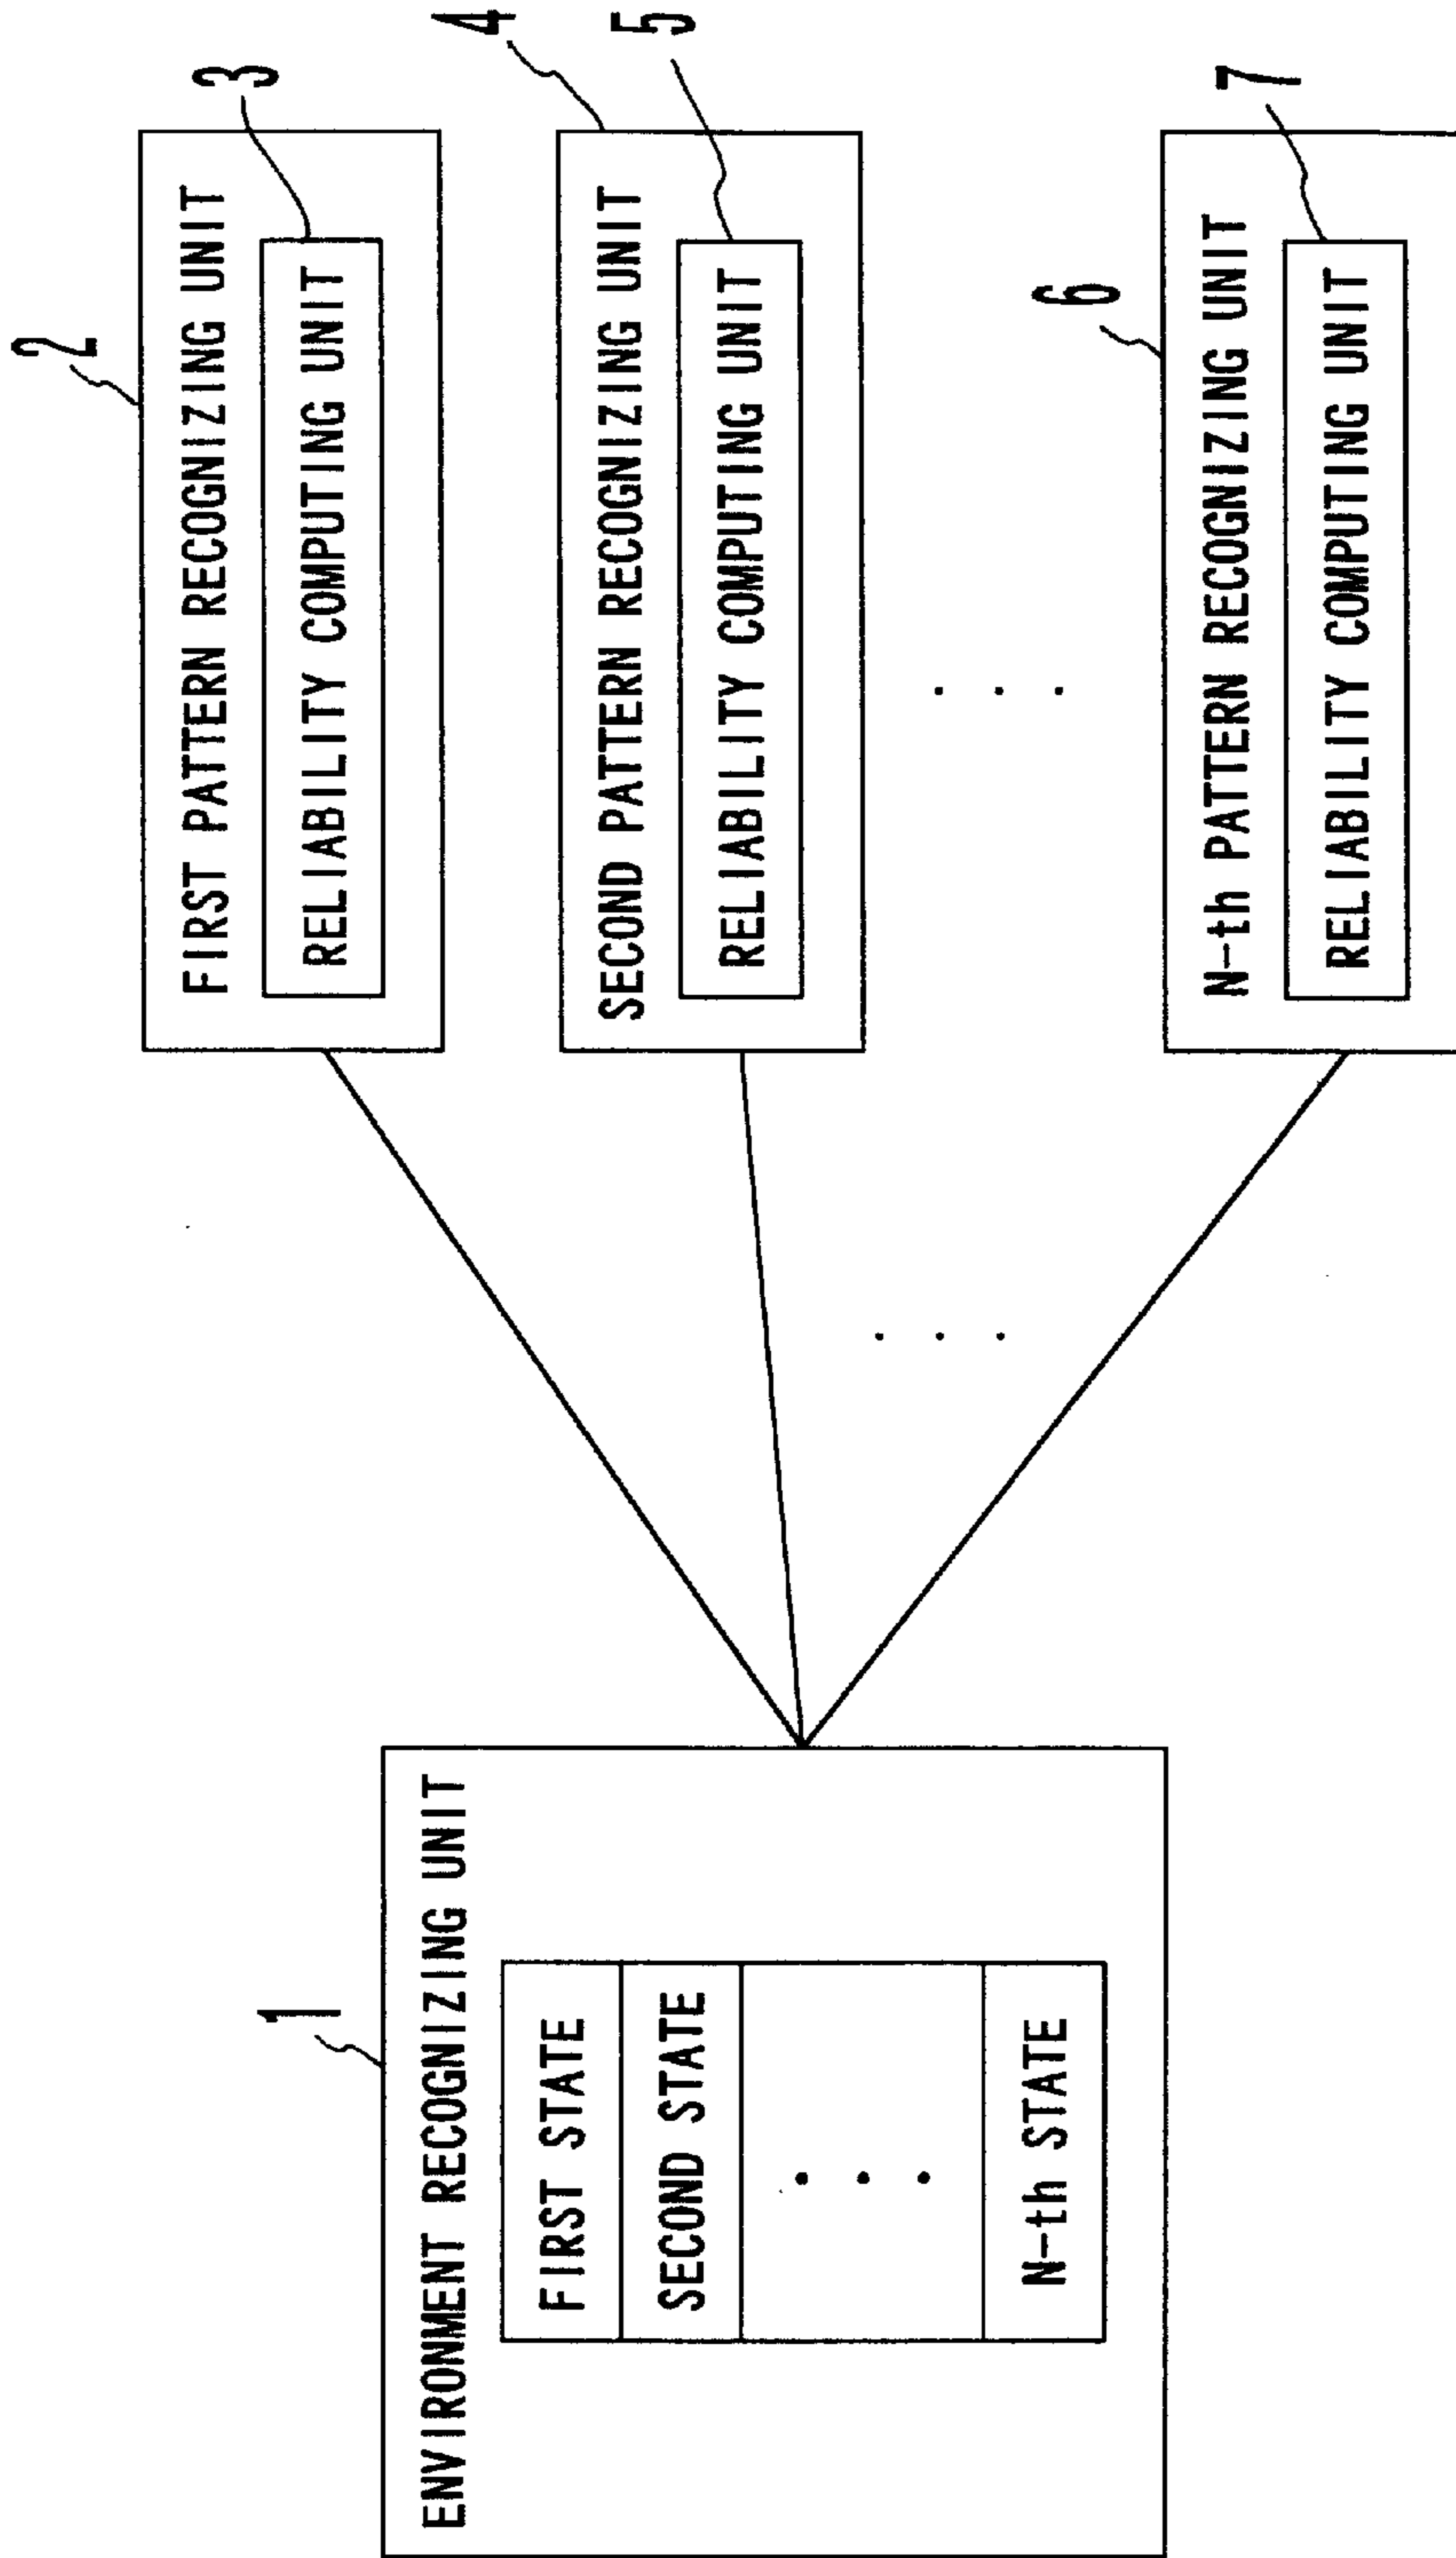 1
ENVIRONMENT RECOGNIZING UNIT
FIRST STATE
SECOND STATE
. . .
N-th STATE
. . .
2
FIRST PATTERN RECOGNIZING UNIT
3
RELIABILITY COMPUTING UNIT
4
SECOND PATTERN RECOGNIZING UNIT
5
RELIABILITY COMPUTING UNIT
. . .
6
N-th PATTERN RECOGNIZING UNIT
7
RELIABILITY COMPUTING UNIT